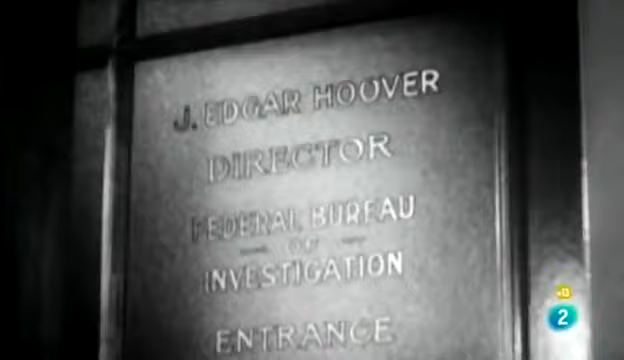 J. EDGAR HOOVER
DIRECTOR
FEDERAL BUREAU
OF
INVESTIGATION
ENTRANCE
2